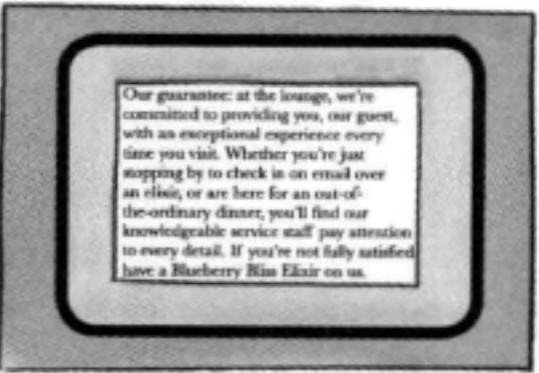 Our guarantee: at the lounge, we're
committed to providing you, our guest,
with an exceptional experience every
time you visit. Whether you're just
stopping by to check in on email over
an elixir, or are here for an out-of-
the-ordinary dinner, you'll find our
knowledgeable service staff pay attention
to every detail. If you're not fully satisfied
have a Blueberry Bliss Elixir on us.